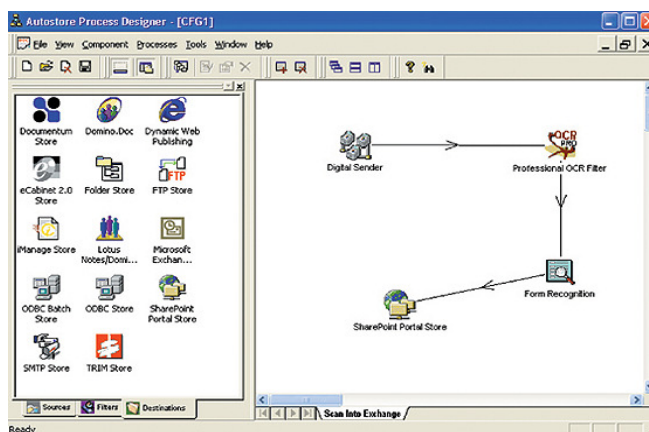 Autostore Process Designer - [CFG1]
File View Component Processes Tools Window Help
Documentum Store
Domino.Doc
Dynamic Web Publishing
eCabinet 2.0 Store
Folder Store
FTP
FTP Store
iManage Store
Lotus Notes/Domi...
Microsoft Exchan...
ODBC Batch Store
ODBC Store
SharePoint Portal Store
SMTP Store
TRIM
TRIM Store
Sources Filters Destinations
Digital Sender
OCR
PRO
Professional OCR Filter
Form Recognition
SharePoint Portal Store
Scan Into Exchange
Ready